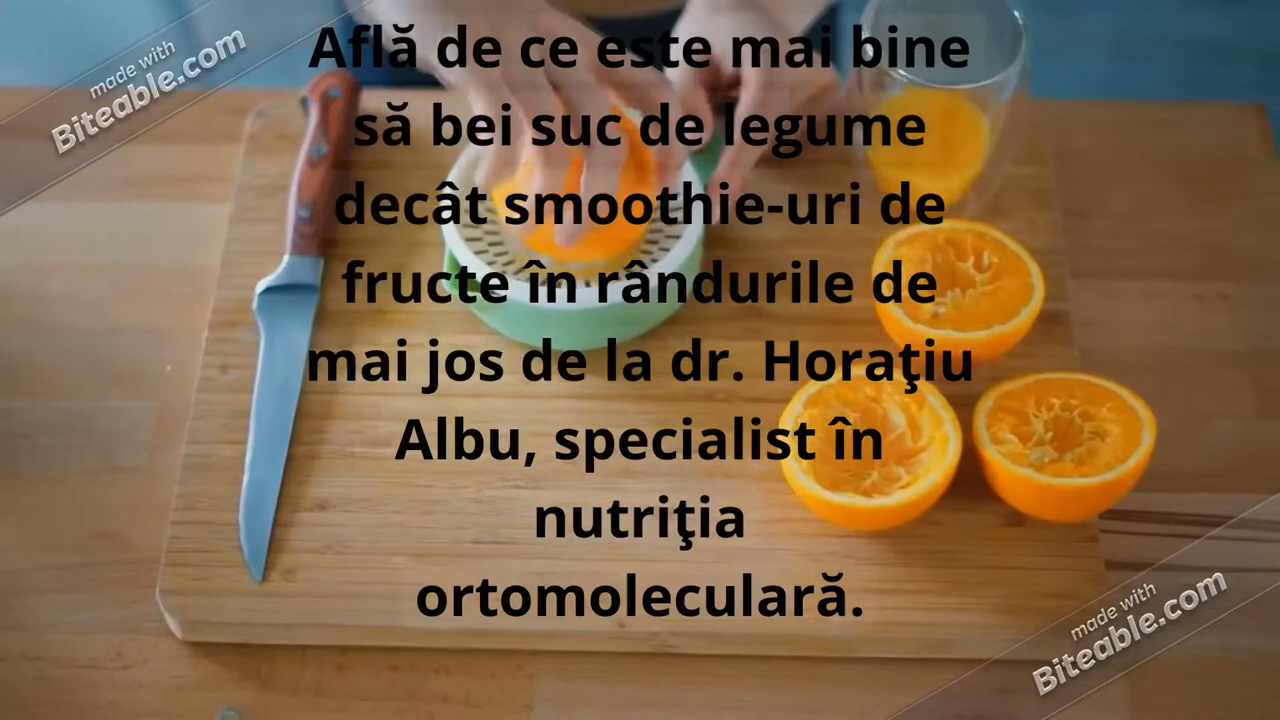 made with
Biteable.com
Află de ce este mai bine
să bei suc de legume
decât smoothie-uri de
fructe în rândurile de
mai jos de la dr. Horaţiu
Albu, specialist în
nutriţia
ortomoleculară.
made with
Biteable.com